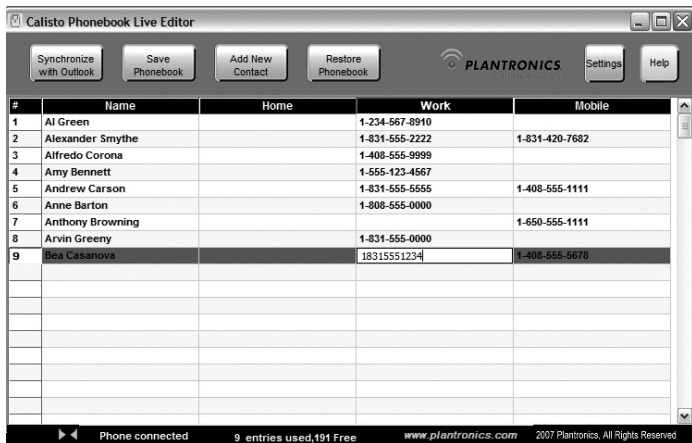 Calisto Phonebook Live Editor
Synchronize with Outlook
Save Phonebook
Add New Contact
Restore Phonebook
PLANTRONICS.
Settings
Help
# Name Home Work Mobile
1 Al Green 1-234-567-8910
2 Alexander Smythe 1-831-555-2222 1-831-420-7682
3 Alfredo Corona 1-408-555-9999
4 Amy Bennett 1-555-123-4567
5 Andrew Carson 1-831-555-5555 1-408-555-1111
6 Anne Barton 1-808-555-0000
7 Anthony Browning 1-650-555-1111
8 Arvin Greeny 1-831-555-0000
9 Bea Casanova 18315551234 1-408-555-5678
Phone connected 9 entries used,191 Free www.plantronics.com 2007 Plantronics, All Rights Reserved